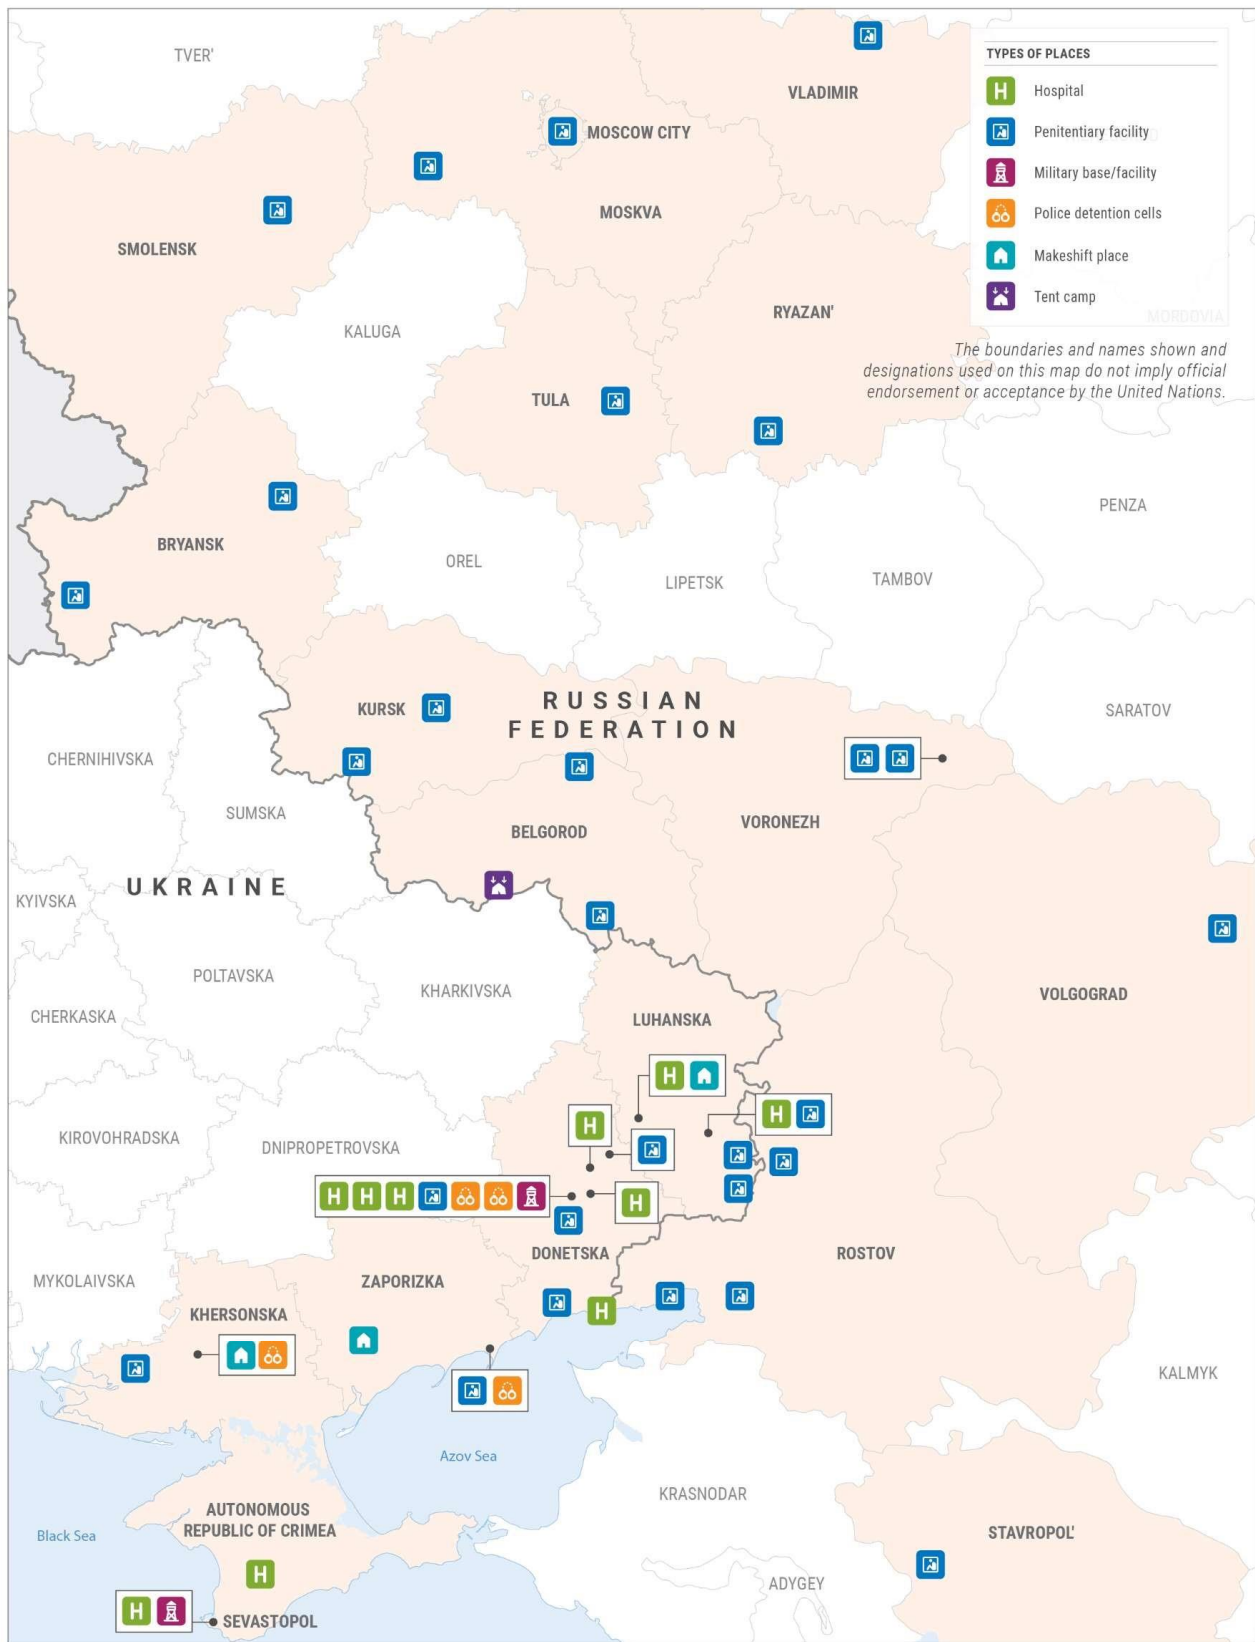 TVER'
VLADIMIR
MOSCOW CITY
MOSKVA
SMOLENSK
TYPES OF PLACES
H Hospital
Penitentiary facility
Military base/facility
Police detention cells
Makeshift place
Tent camp
MORDOVIA
The boundaries and names shown and
designations used on this map do not imply official
endorsement or acceptance by the United Nations.
KALUGA
RYAZAN'
TULA
PENZA
BRYANSK
OREL
LIPETSK
TAMBOV
KURSK
RUSSIAN
FEDERATION
SARATOV
CHERNIHIVSKA
SUMSKA
BELGOROD
VORONEZH
UKRAINE
KYIVSKA
POLTAVSKA
KHARKIVSKA
VOLGOGRAD
CHERKASKA
LUHANSKA
H
H
H
KIROVOHRADSKA
DNIPROPETROVSKA
H H H
H
DONETSKA
ROSTOV
MYKOLAIVSKA
ZAPORIZKA
KHERSONSKA
H
KALMYK
Azov Sea
KRASNODAR
AUTONOMOUS
REPUBLIC OF CRIMEA
Black Sea
STAVROPOL'
H
ADYGEY
H
SEVASTOPOL